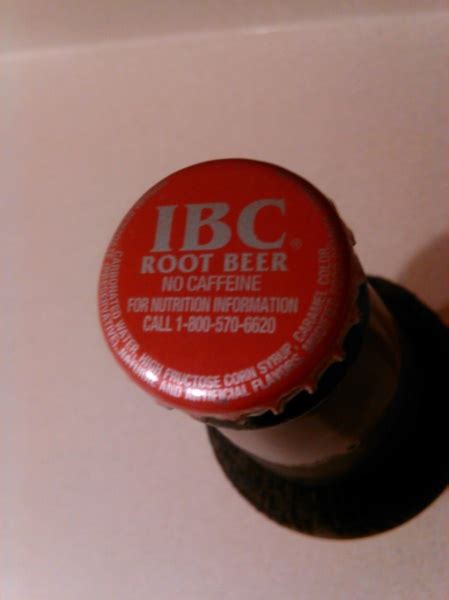 IBC®
ROOT BEER
NO CAFFEINE
FOR NUTRITION INFORMATION
CALL 1-800-570-6620
CARBONATED WATER, HIGH FRUCTOSE CORN SYRUP, CARAMEL COLOR,
NATURAL AND ARTIFICIAL FLAVORS